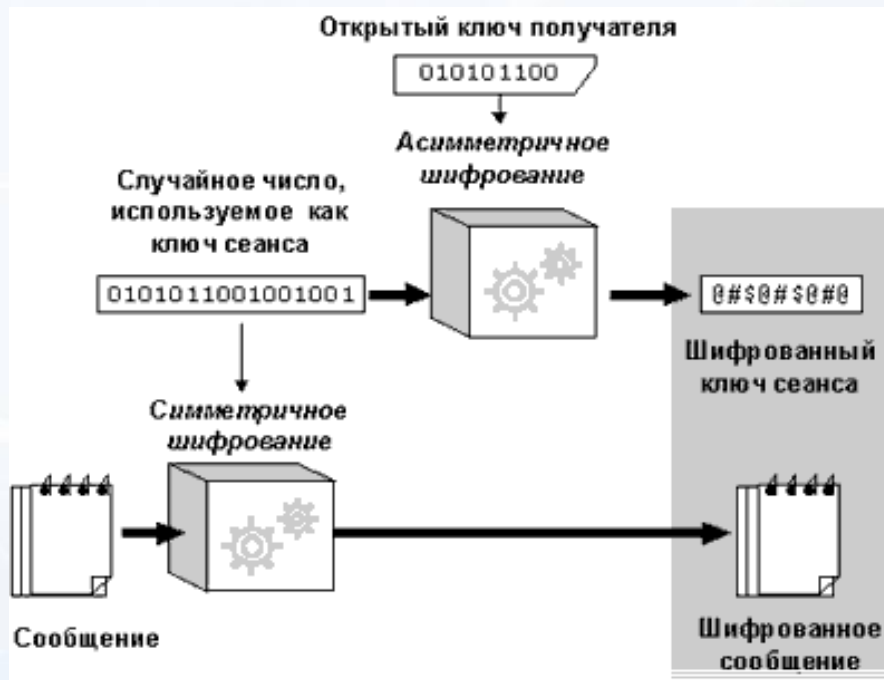 Открытый ключ получателя
010101100
Асимметричное
шифрование
Случайное число,
используемое как
ключ сеанса
0101011001001001
@#$@#$@#@
Шифрованный
ключ сеанса
Симметричное
шифрование
Сообщение
Шифрованное
сообщение